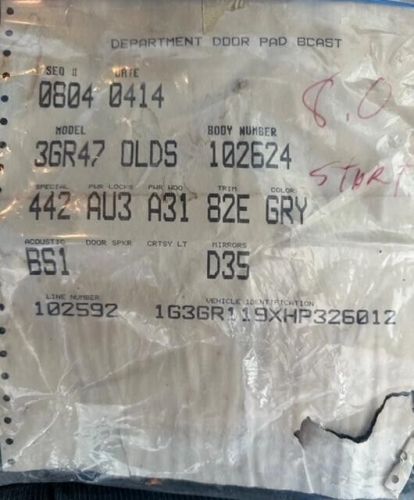 DEPARTMENT DOOR PAD BCAST
SEQ # DATE
0804 0414
MODEL BODY NUMBER
3GR47 OLDS 102624
8.0
START
SPECIAL PWR LOCKS PWR WDO TRIM COLOR
442 AU3 A31 82E GRY
ACOUSTIC DOOR SPKR CRTSY LT MIRRORS
BS1 D35
LINE NUMBER VEHICLE IDENTIFICATION
102592 1G3GR119XHP326012